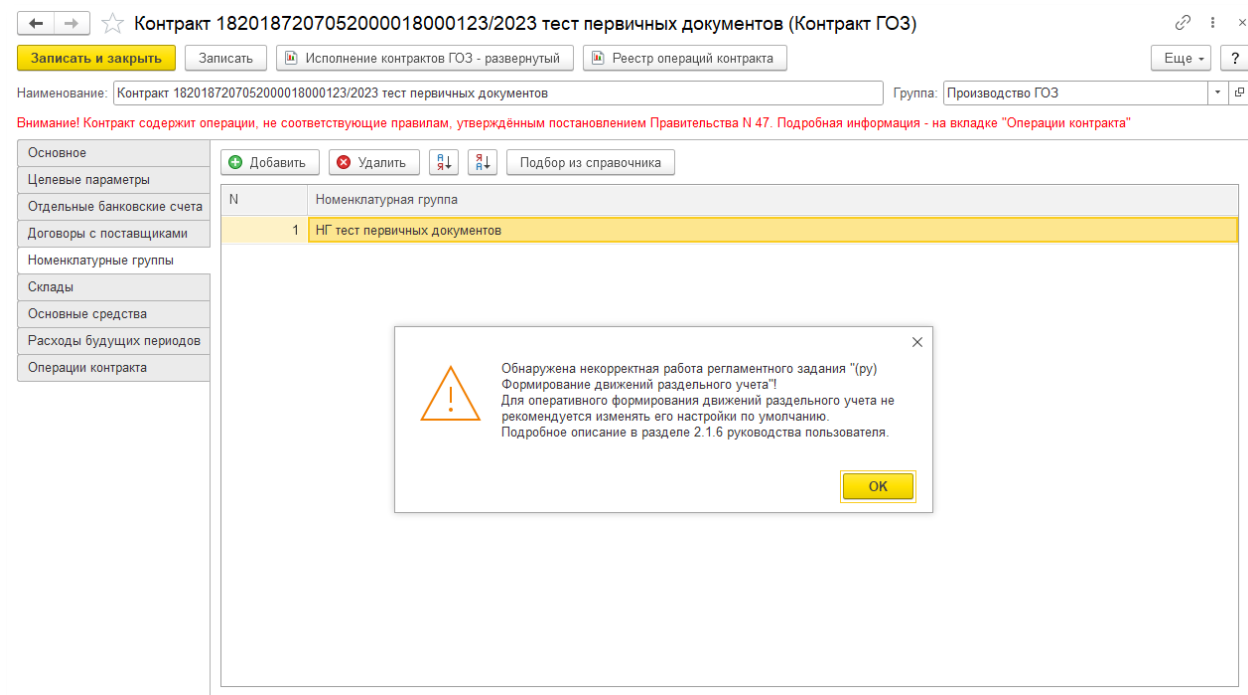 Контракт 1820187207052000018000123/2023 тест первичных документов (Контракт ГОЗ)
Записать и закрыть Записать Исполнение контрактов ГОЗ - развернутый Реестр операций контракта Еще ?
Наименование: Контракт 1820187207052000018000123/2023 тест первичных документов Группа: Производство ГОЗ
Внимание! Контракт содержит операции, не соответствующие правилам, утверждённым постановлением Правительства N 47. Подробная информация - на вкладке "Операции контракта"
Основное
Целевые параметры
Отдельные банковские счета
Договоры с поставщиками
Номенклатурные группы
Склады
Основные средства
Расходы будущих периодов
Операции контракта
Добавить Удалить Подбор из справочника
N Номенклатурная группа
1 НГ тест первичных документов
Обнаружена некорректная работа регламентного задания "(ру)
Формирование движений раздельного учета"!
Для оперативного формирования движений раздельного учета не
рекомендуется изменять его настройки по умолчанию.
Подробное описание в разделе 2.1.6 руководства пользователя.
ОК